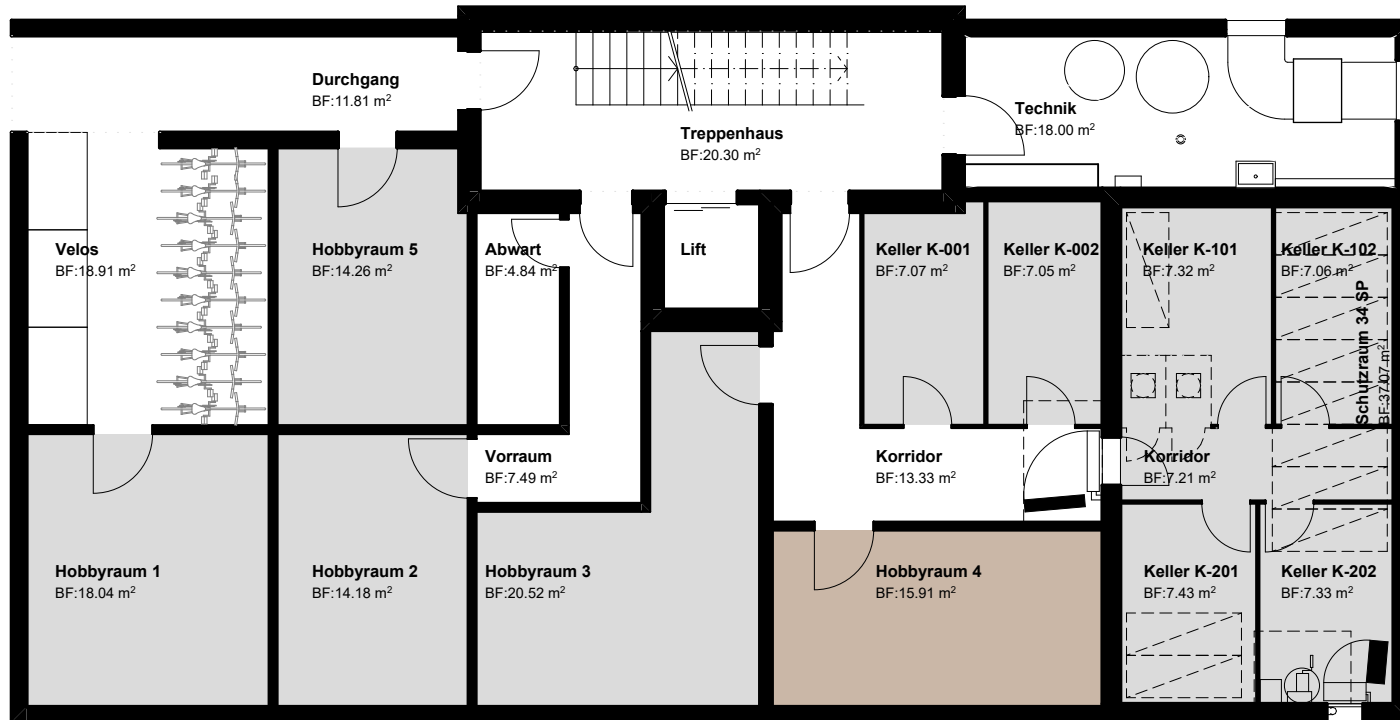 Durchgang
BF:11.81 m²
Treppenhaus
BF:20.30 m²
Technik
BF:18.00 m²
Velos
BF:18.91 m²
Hobbyraum 5
BF:14.26 m²
Abwart
BF:4.84 m²
Lift
Keller K-001
BF:7.07 m²
Keller K-002
BF:7.05 m²
Keller K-101
BF:7.32 m²
Keller K-102
BF:7.06 m²
Schutzraum 34 SP
BF:37.07 m²
Vorraum
BF:7.49 m²
Korridor
BF:13.33 m²
Korridor
BF:7.21 m²
Hobbyraum 1
BF:18.04 m²
Hobbyraum 2
BF:14.18 m²
Hobbyraum 3
BF:20.52 m²
Hobbyraum 4
BF:15.91 m²
Keller K-201
BF:7.43 m²
Keller K-202
BF:7.33 m²